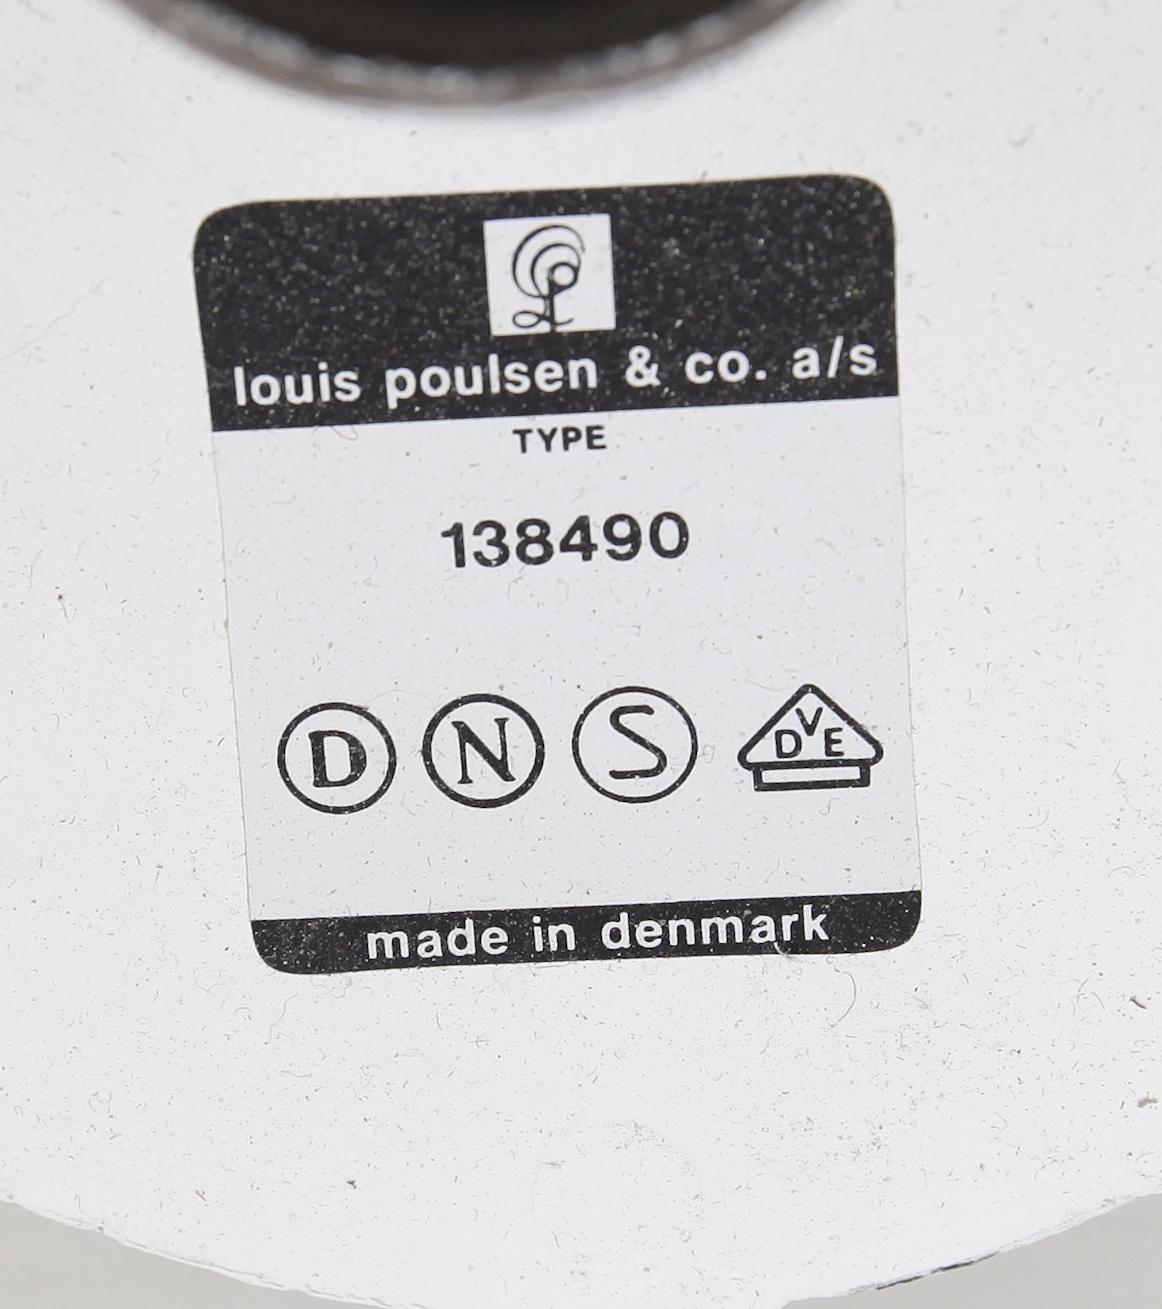 louis poulsen & co. a/s
TYPE
138490
D N S DVE
made in denmark